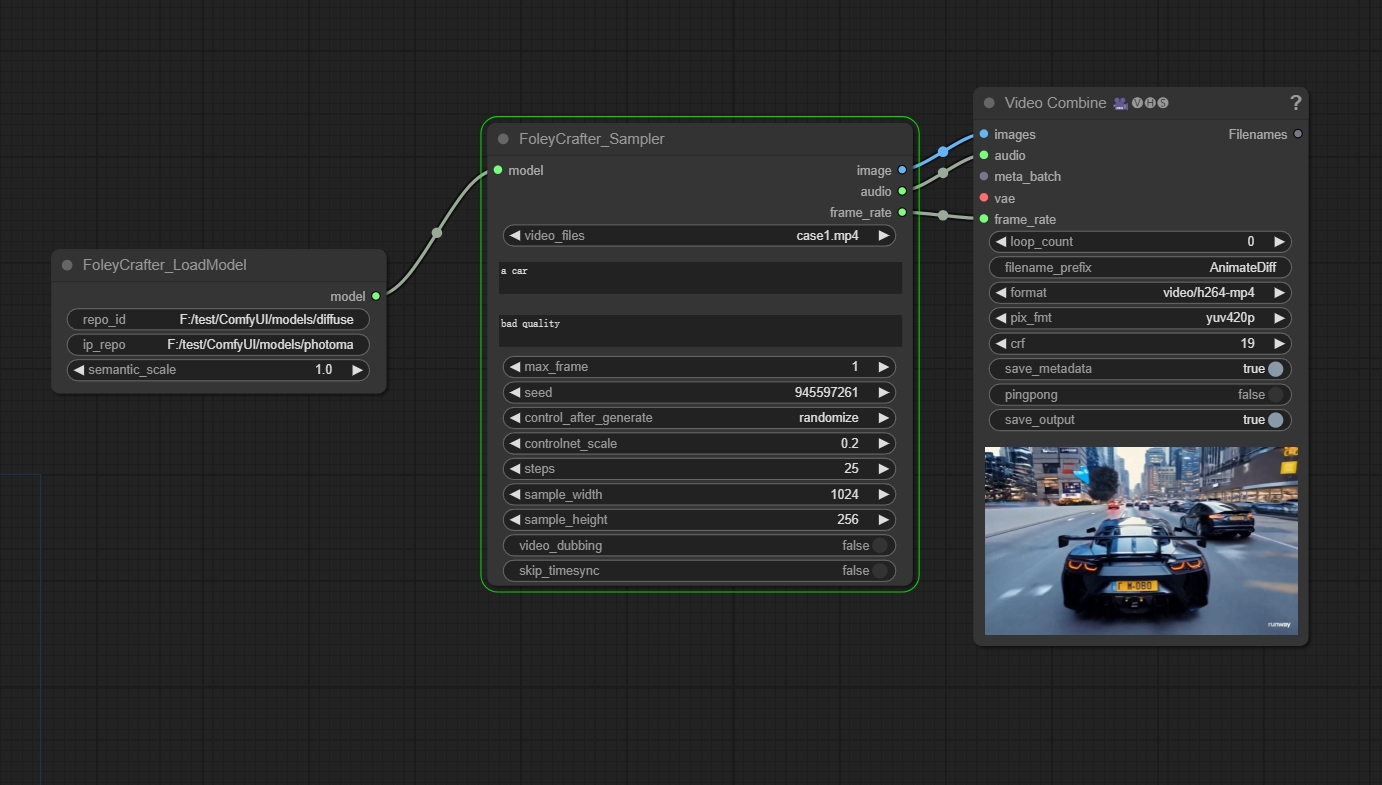 FoleyCrafter_LoadModel
model
repo_id F:/test/ComfyUI/models/diffuse
ip_repo F:/test/ComfyUI/models/photoma
semantic_scale 1.0
FoleyCrafter_Sampler
model image
audio
frame_rate
video_files case1.mp4
a car
bad quality
max_frame 1
seed 945597261
control_after_generate randomize
controlnet_scale 0.2
steps 25
sample_width 1024
sample_height 256
video_dubbing false
skip_timesync false
Video Combine 🎥🅥🅗🅢 ?
images Filenames
audio
meta_batch
vae
frame_rate
loop_count 0
filename_prefix AnimateDiff
format video/h264-mp4
pix_fmt yuv420p
crf 19
save_metadata true
pingpong false
save_output true
runway